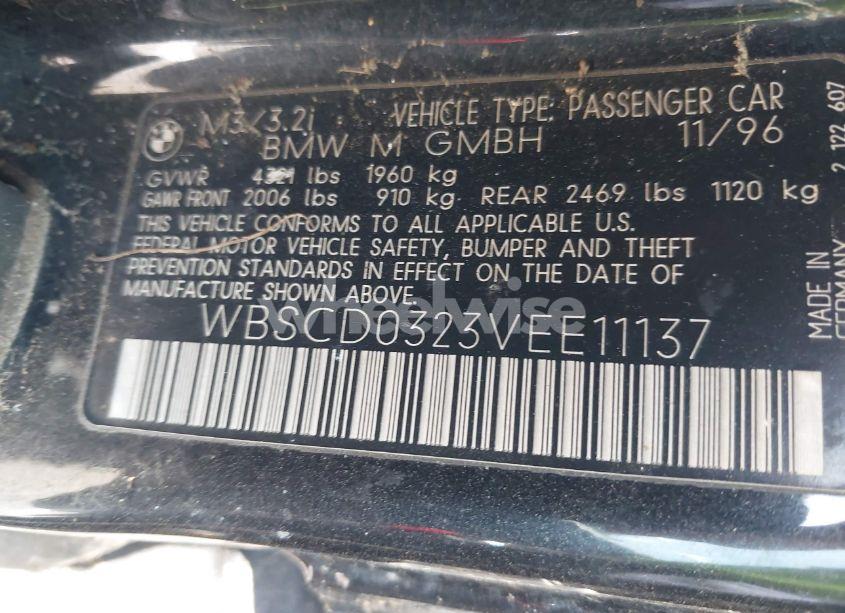 M3/3.2i VEHICLE TYPE: PASSENGER CAR
BMW M GMBH 11/96
GVWR 4321 lbs 1960 kg
GAWR FRONT 2006 lbs 910 kg REAR 2469 lbs 1120 kg
THIS VEHICLE CONFORMS TO ALL APPLICABLE U.S.
FEDERAL MOTOR VEHICLE SAFETY, BUMPER AND THEFT
PREVENTION STANDARDS IN EFFECT ON THE DATE OF
MANUFACTURE SHOWN ABOVE.
WBSCD0323VEE11137
MADE IN
GERMANY
2 122 607
wheelwise